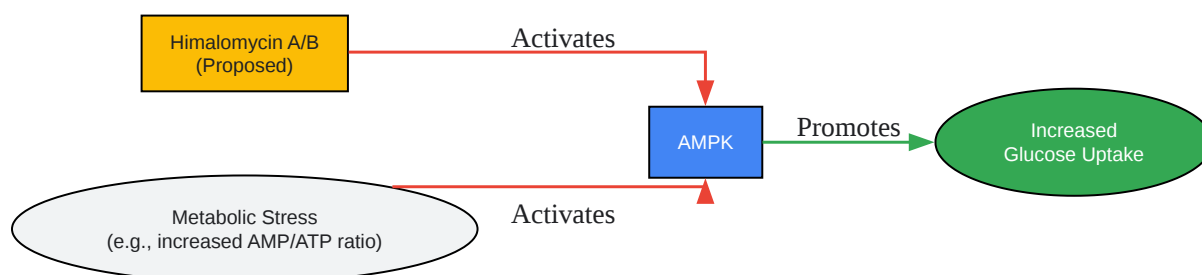 Himalomycin A/B
(Proposed)
Activates
AMPK
Promotes
Increased
Glucose Uptake
Metabolic Stress
(e.g., increased AMP/ATP ratio)
Activates